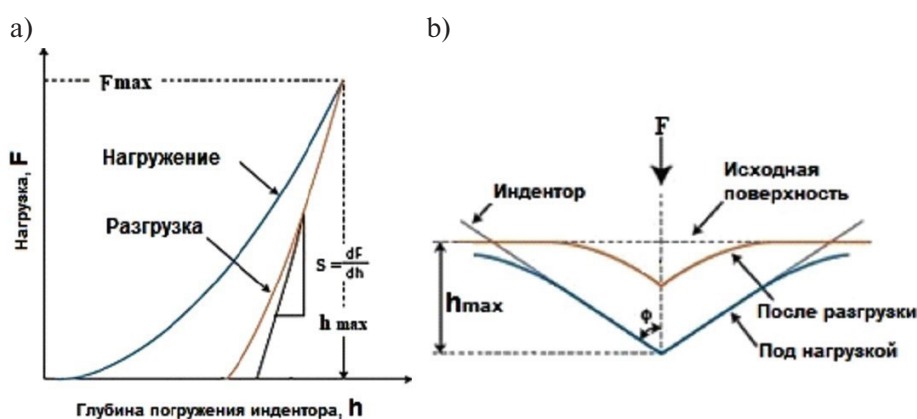 a)
Fmax
Нагружение
Разгрузка
S = dF/dh
h max
Нагрузка, F
Глубина погружения индентора, h
b)
F
Исходная
поверхность
Индентор
hmax
ϕ
После разгрузки
Под нагрузкой